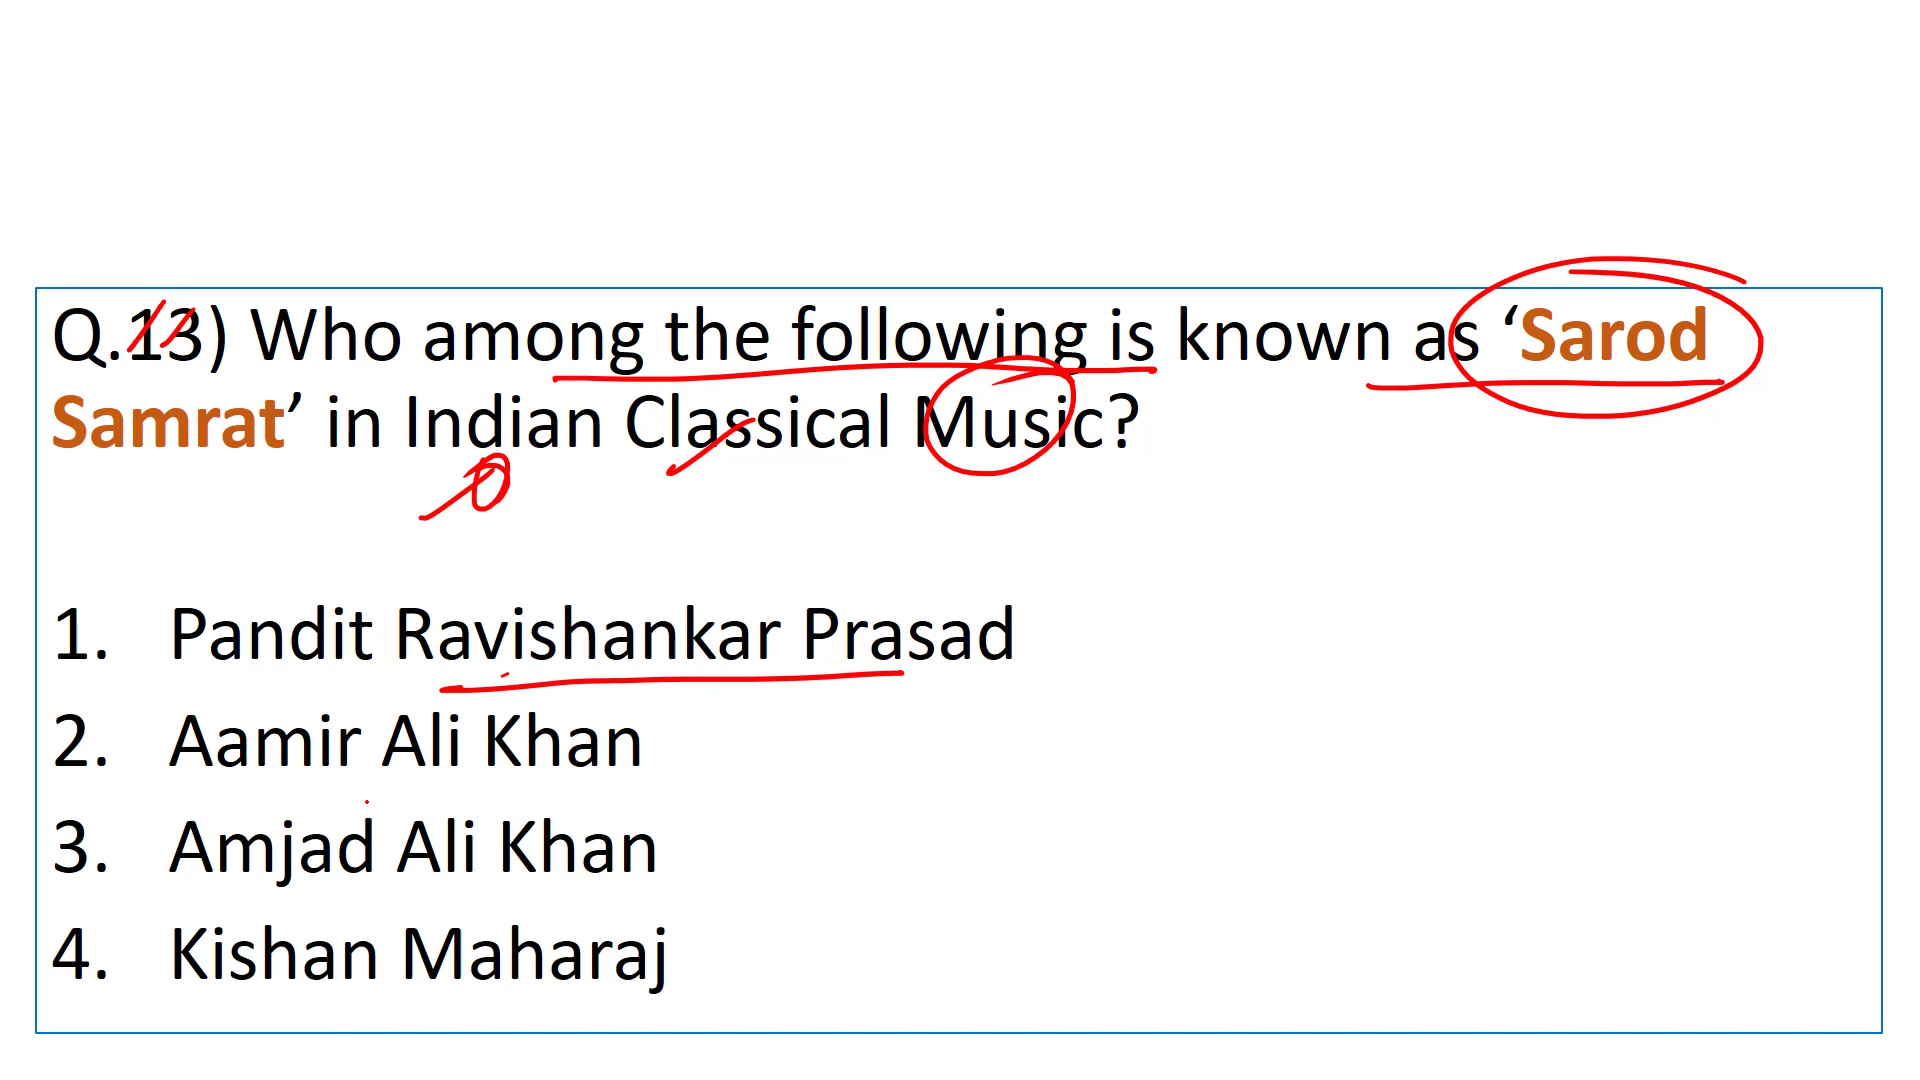 Q.13) Who among the following is known as ‘Sarod
Samrat’ in Indian Classical Music?
1. Pandit Ravishankar Prasad
2. Aamir Ali Khan
3. Amjad Ali Khan
4. Kishan Maharaj